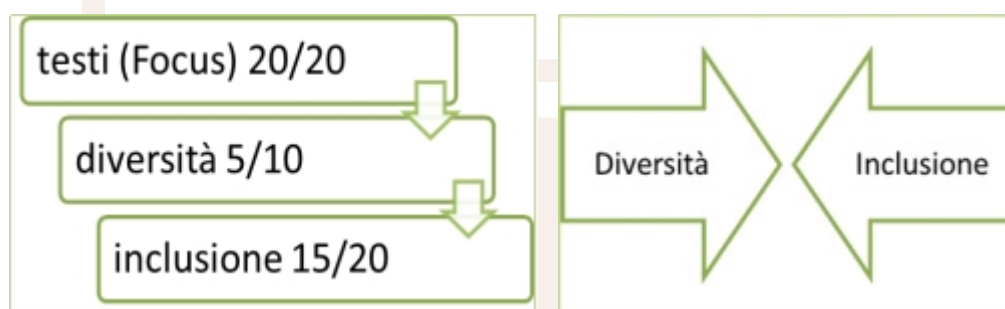 testi (Focus) 20/20
diversità 5/10
inclusione 15/20
Diversità
Inclusione